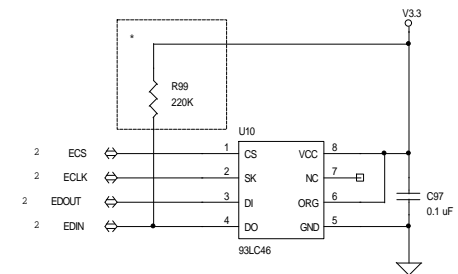 V3.3
*
R99
220K
U10
2 ECS 1 CS VCC 8
2 ECLK 2 SK NC 7
2 EDOUT 3 DI ORG 6
2 EDIN 4 DO GND 5
93LC46
C97
0.1 uF